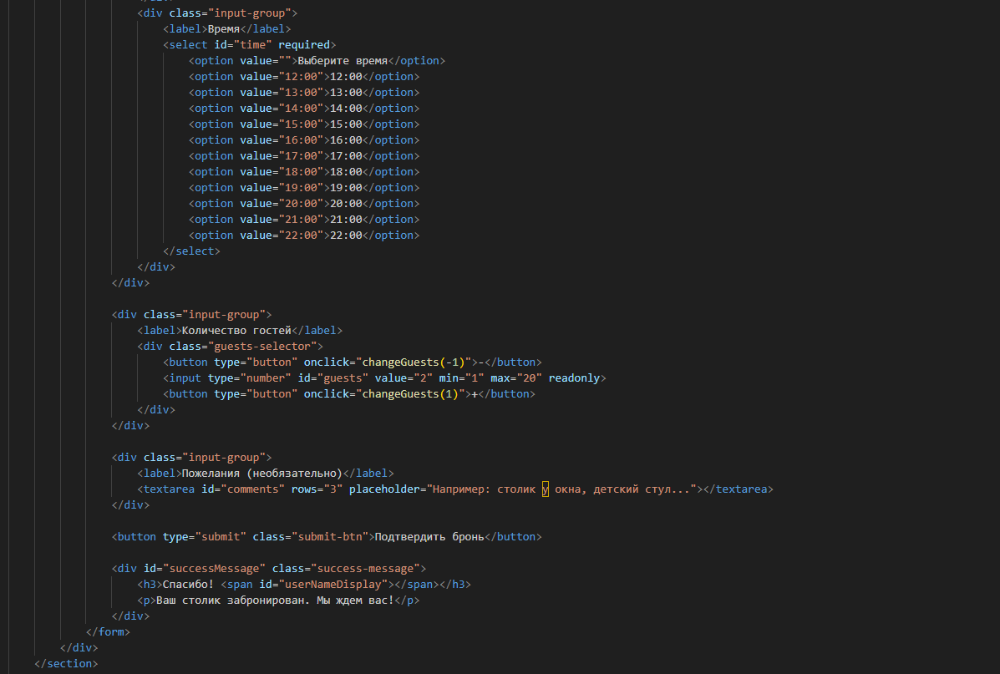 </div>
<div class="input-group">
<label>Время</label>
<select id="time" required>
<option value="">Выберите время</option>
<option value="12:00">12:00</option>
<option value="13:00">13:00</option>
<option value="14:00">14:00</option>
<option value="15:00">15:00</option>
<option value="16:00">16:00</option>
<option value="17:00">17:00</option>
<option value="18:00">18:00</option>
<option value="19:00">19:00</option>
<option value="20:00">20:00</option>
<option value="21:00">21:00</option>
<option value="22:00">22:00</option>
</select>
</div>
</div>
<div class="input-group">
<label>Количество гостей</label>
<div class="guests-selector">
<button type="button" onclick="changeGuests(-1)">-</button>
<input type="number" id="guests" value="2" min="1" max="20" readonly>
<button type="button" onclick="changeGuests(1)">+</button>
</div>
</div>
<div class="input-group">
<label>Пожелания (необязательно)</label>
<textarea id="comments" rows="3" placeholder="Например: столик у окна, детский стул..."></textarea>
</div>
<button type="submit" class="submit-btn">Подтвердить бронь</button>
<div id="successMessage" class="success-message">
<h3>Спасибо! <span id="userNameDisplay"></span></h3>
<p>Ваш столик забронирован. Мы ждем вас!</p>
</div>
</form>
</div>
</section>